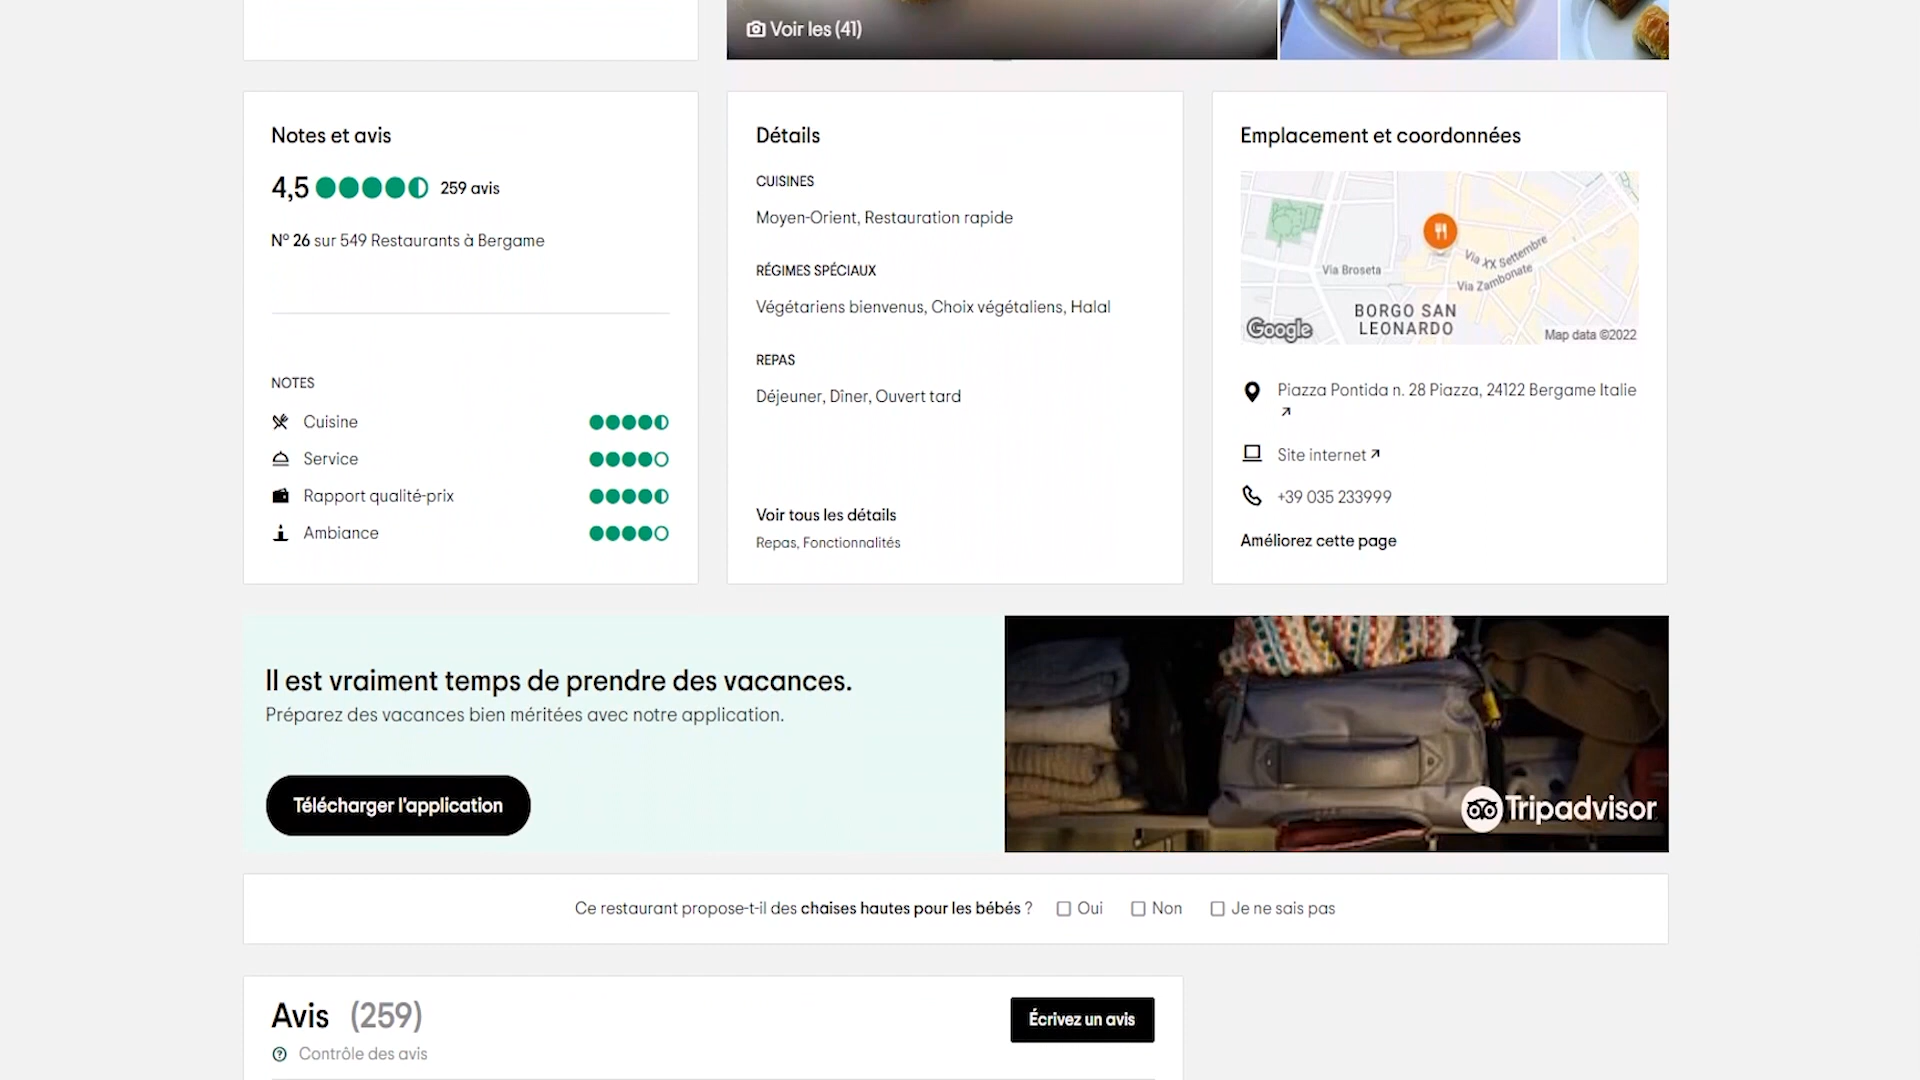 Voir les (41)
Notes et avis
4,5 259 avis
Nº 26 sur 549 Restaurants à Bergame
NOTES
Cuisine
Service
Rapport qualité-prix
Ambiance
Détails
CUISINES
Moyen-Orient, Restauration rapide
RÉGIMES SPÉCIAUX
Végétariens bienvenus, Choix végétaliens, Halal
REPAS
Déjeuner, Dîner, Ouvert tard
Voir tous les détails
Repas, Fonctionnalités
Emplacement et coordonnées
Via Broseta
Via XX Settembre
Via Zambonate
BORGO SAN
LEONARDO
Google
Map data ©2022
Piazza Pontida n. 28 Piazza, 24122 Bergame Italie
Site internet
+39 035 233999
Améliorez cette page
Il est vraiment temps de prendre des vacances.
Préparez des vacances bien méritées avec notre application.
Télécharger l'application
Tripadvisor
Ce restaurant propose-t-il des chaises hautes pour les bébés ? Oui Non Je ne sais pas
Avis (259)
Écrivez un avis
Contrôle des avis